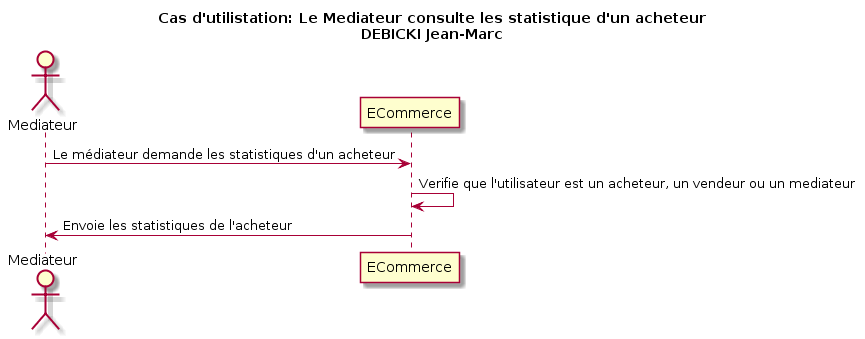 Cas d'utilistation: Le Mediateur consulte les statistique d'un acheteur
DEBICKI Jean-Marc
Mediateur
ECommerce
Le médiateur demande les statistiques d'un acheteur
Verifie que l'utilisateur est un acheteur, un vendeur ou un mediateur
Envoie les statistiques de l'acheteur
Mediateur
ECommerce